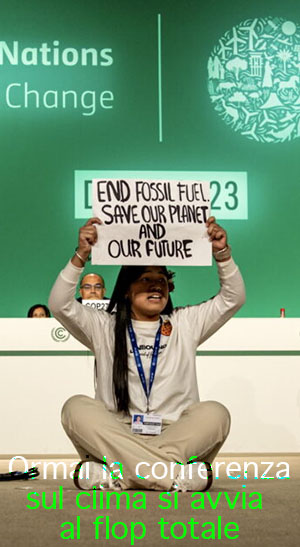 Nations
Change
D 23
END FOSSIL FUEL.
SAVE OUR PLANET
AND
OUR FUTURE
Ormai la conferenza
sul clima si avvia
al flop totale